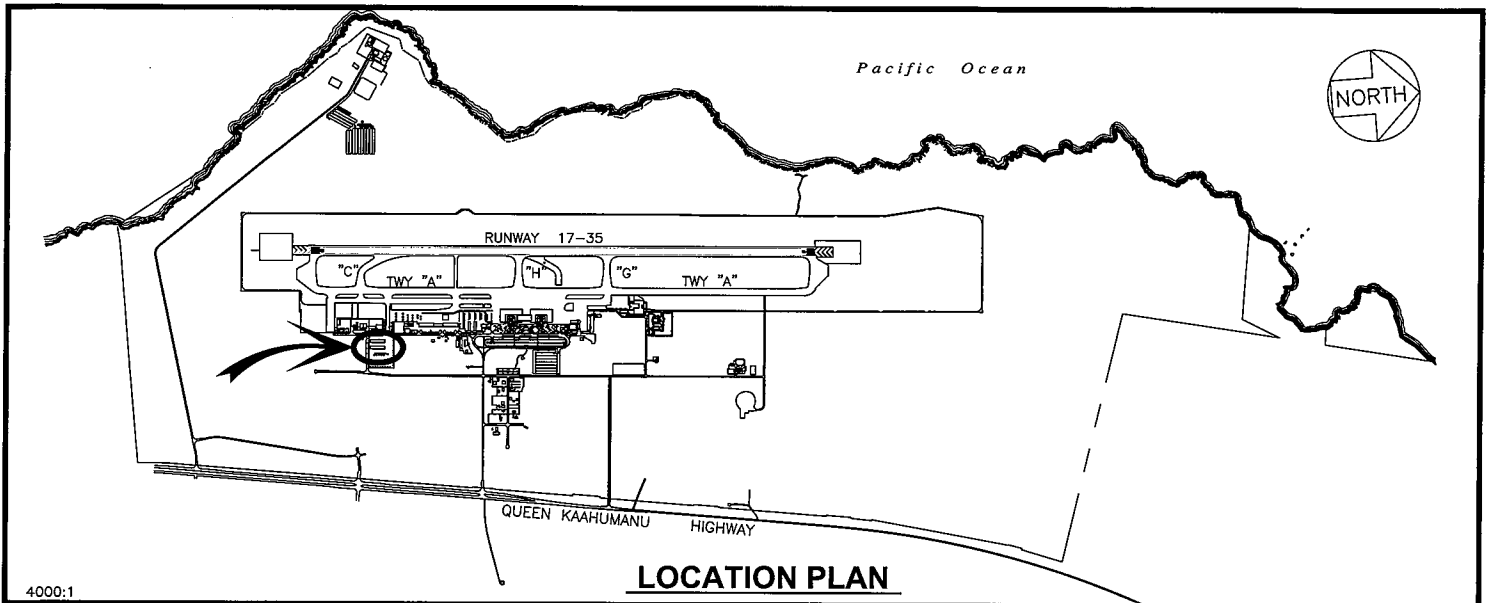 Pacific Ocean
NORTH
RUNWAY 17-35
"C"
TWY "A"
"H"
"G"
TWY "A"
QUEEN KAAHUMANU HIGHWAY
LOCATION PLAN
4000:1